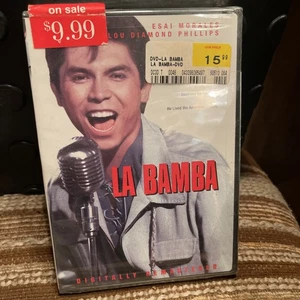 on sale
$9.99
ESAI MORALES
LOU DIAMOND PHILLIPS
15⁹⁹
DVD-LA BAMBA
LA BAMBA-DVD
LA BAMBA
DIGITALLY REMASTERED